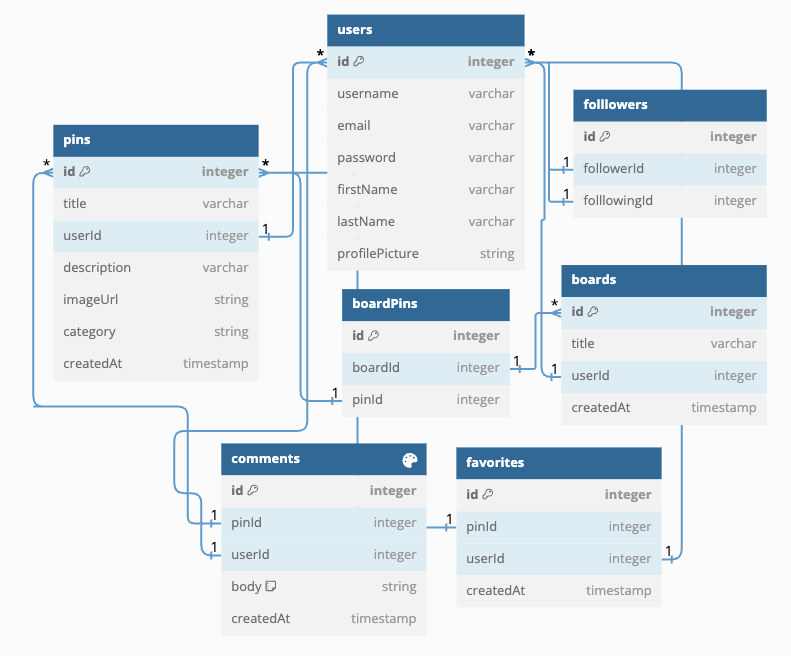 users
id integer
username varchar
email varchar
password varchar
firstName varchar
lastName varchar
profilePicture string
folllowers
id integer
followerId integer
folllowingId integer
pins
id integer
title varchar
userId integer
description varchar
imageUrl string
category string
createdAt timestamp
boardPins
id integer
boardId integer
pinId integer
boards
id integer
title varchar
userId integer
createdAt timestamp
comments
id integer
pinId integer
userId integer
body string
createdAt timestamp
favorites
id integer
pinId integer
userId integer
createdAt timestamp
*
*
*
*
*
1
1
1
1
1
1
1
1
1
1